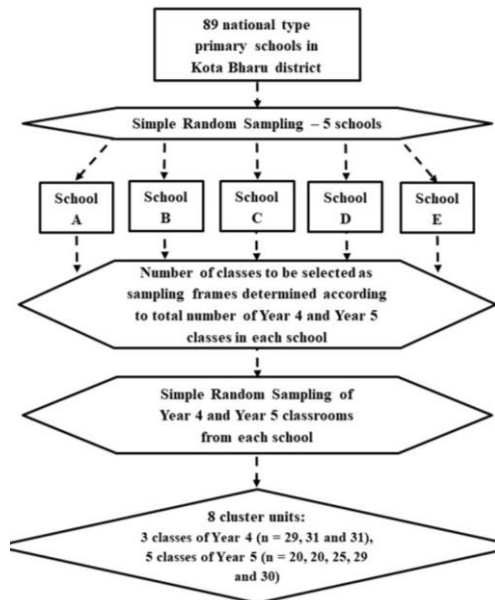 89 national type
primary schools in
Kota Bharu district
Simple Random Sampling – 5 schools
School
A
School
B
School
C
School
D
School
E
Number of classes to be selected as
sampling frames determined according
to total number of Year 4 and Year 5
classes in each school
Simple Random Sampling of
Year 4 and Year 5 classrooms
from each school
8 cluster units:
3 classes of Year 4 (n = 29, 31 and 31),
5 classes of Year 5 (n = 20, 20, 25, 29
and 30)